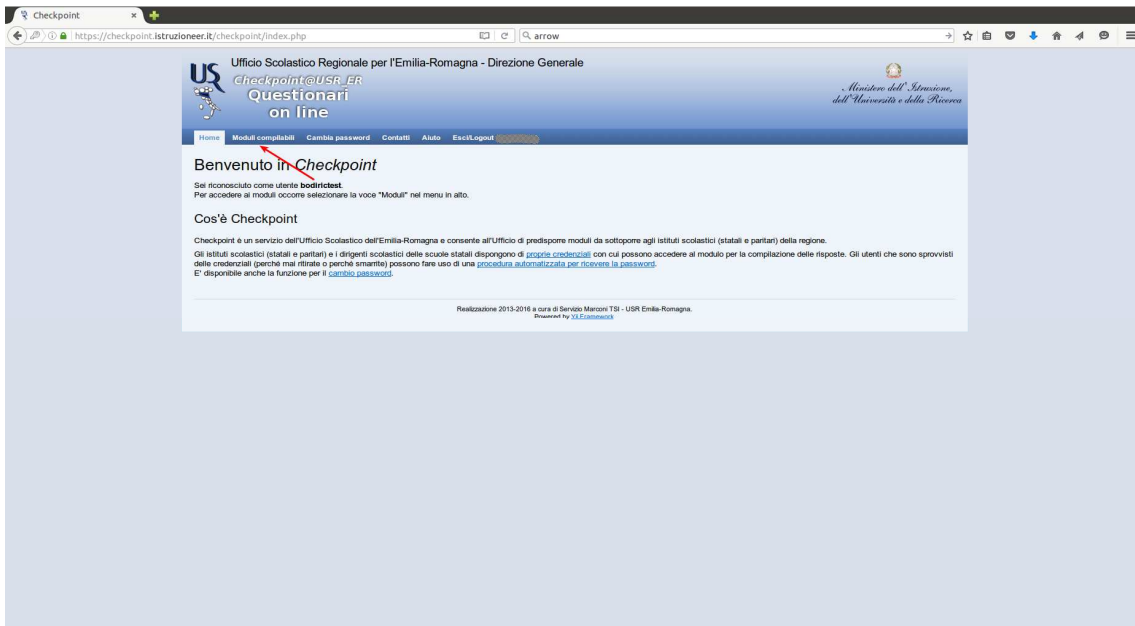 Checkpoint
https://checkpoint.istruzioneer.it/checkpoint/index.php
arrow
Ufficio Scolastico Regionale per l'Emilia-Romagna - Direzione Generale
US
Checkpoint@USR_ER
Questionari
on line
Ministero dell'Istruzione,
dell'Università e della Ricerca
Home Moduli compilabili Cambia password Contatti Aiuto Esci/Logout
Benvenuto in Checkpoint
Sei riconosciuto come utente bodirictest.
Per accedere ai moduli occorre selezionare la voce "Moduli" nel menu in alto.
Cos'è Checkpoint
Checkpoint è un servizio dell'Ufficio Scolastico dell'Emilia-Romagna e consente all'Ufficio di predisporre moduli da sottoporre agli istituti scolastici (statali e paritari) della regione.
Gli istituti scolastici (statali e paritari) e i dirigenti scolastici delle scuole statali dispongono di proprie credenziali con cui possono accedere al modulo per la compilazione delle risposte. Gli utenti che sono sprovvisti
delle credenziali (perché mai ritirate o perché smarrite) possono fare uso di una procedura automatizzata per ricevere la password.
E' disponibile anche la funzione per il cambio password.
Realizzazione 2013-2016 a cura di Servizio Marconi TSI - USR Emilia-Romagna.
Powered by Yii Framework